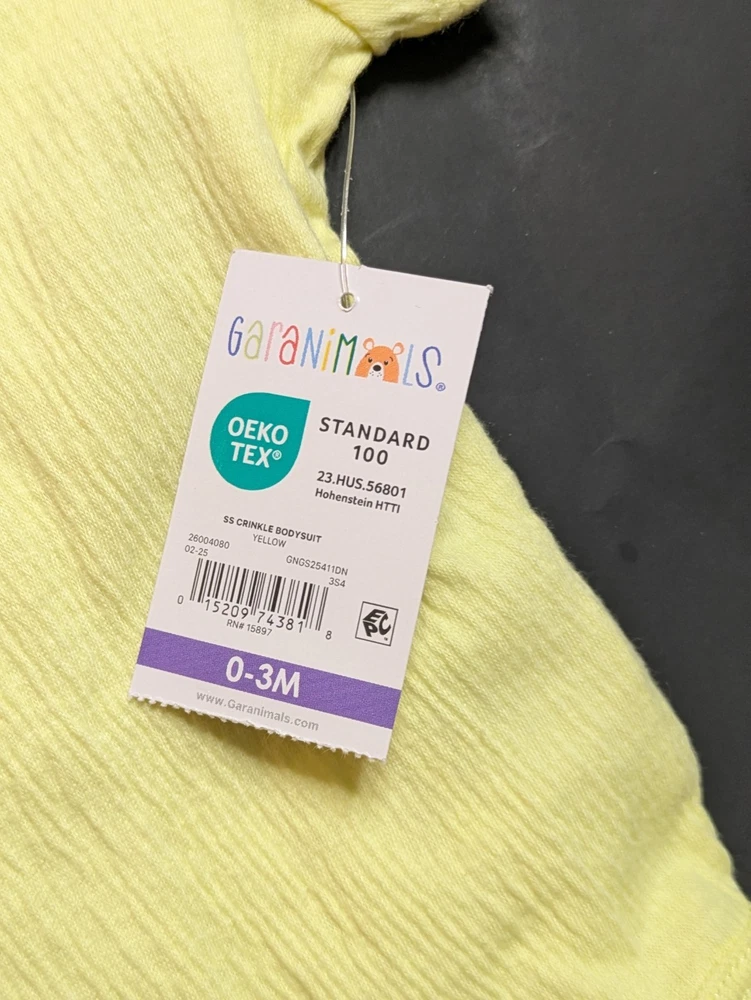 GaraNiMaLS®
OEKO
TEX®
STANDARD
100
23.HUS.56801
Hohenstein HTTI
SS CRINKLE BODYSUIT
YELLOW
26004080
02-25
GNGS25411DN
3S4
0 15209 74381 8
RN# 15897
EPC™
0-3M
www.Garanimals.com